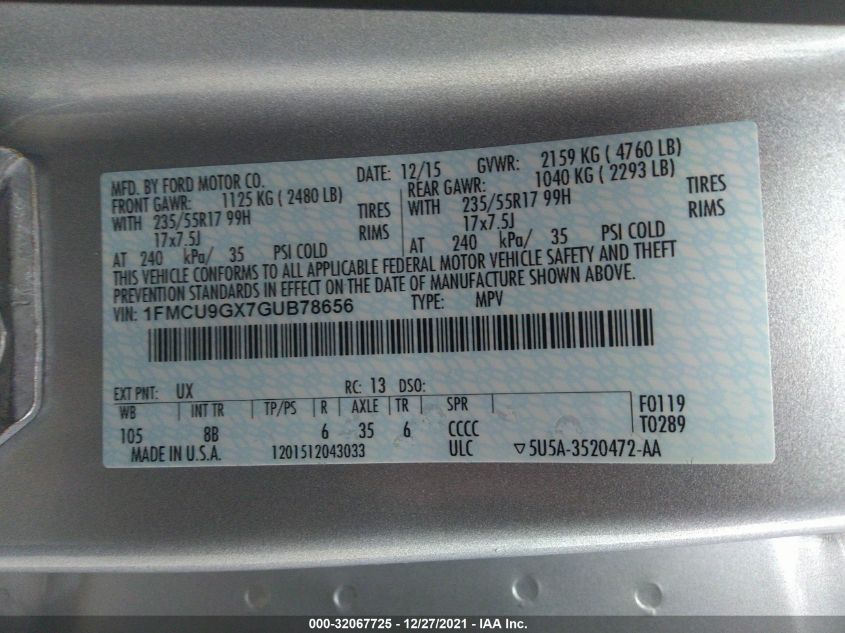 MFD. BY FORD MOTOR CO. DATE: 12/15 GVWR: 2159 KG ( 4760 LB)
FRONT GAWR: 1125 KG ( 2480 LB) REAR GAWR: 1040 KG ( 2293 LB)
WITH 235/55R17 99H TIRES WITH 235/55R17 99H TIRES
17x7.5J RIMS 17x7.5J RIMS
AT 240 kPa/ 35 PSI COLD AT 240 kPa/ 35 PSI COLD
THIS VEHICLE CONFORMS TO ALL APPLICABLE FEDERAL MOTOR VEHICLE SAFETY AND THEFT
PREVENTION STANDARDS IN EFFECT ON THE DATE OF MANUFACTURE SHOWN ABOVE.
VIN: 1FMCU9GX7GUB78656 TYPE: MPV
EXT PNT: UX RC: 13 DSO:
WB INT TR TP/PS R AXLE TR SPR F0119
105 8B 6 35 6 CCCC T0289
MADE IN U.S.A. 1201512043033 ULC ▽5U5A-3520472-AA
000-32067725 - 12/27/2021 - IAA Inc.